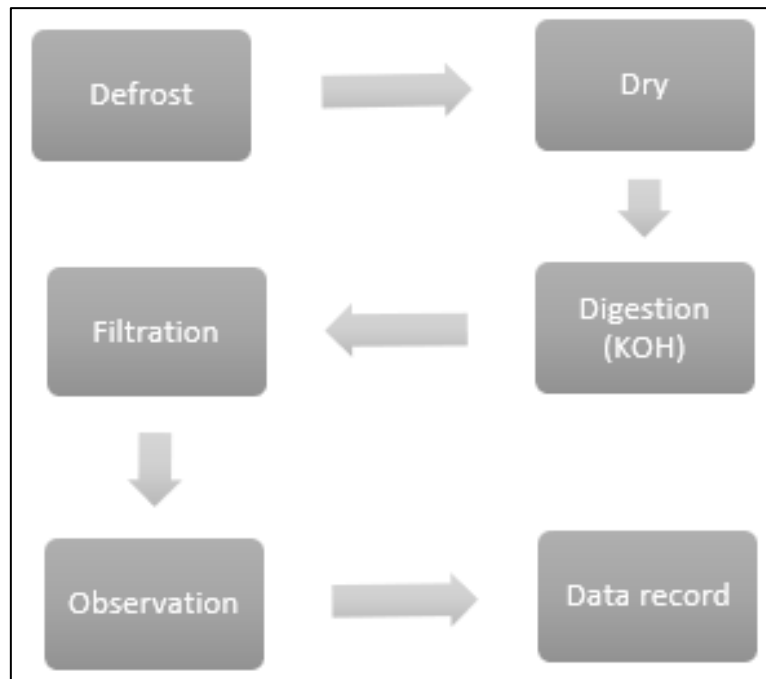 Defrost
Dry
Digestion
(KOH)
Filtration
Observation
Data record